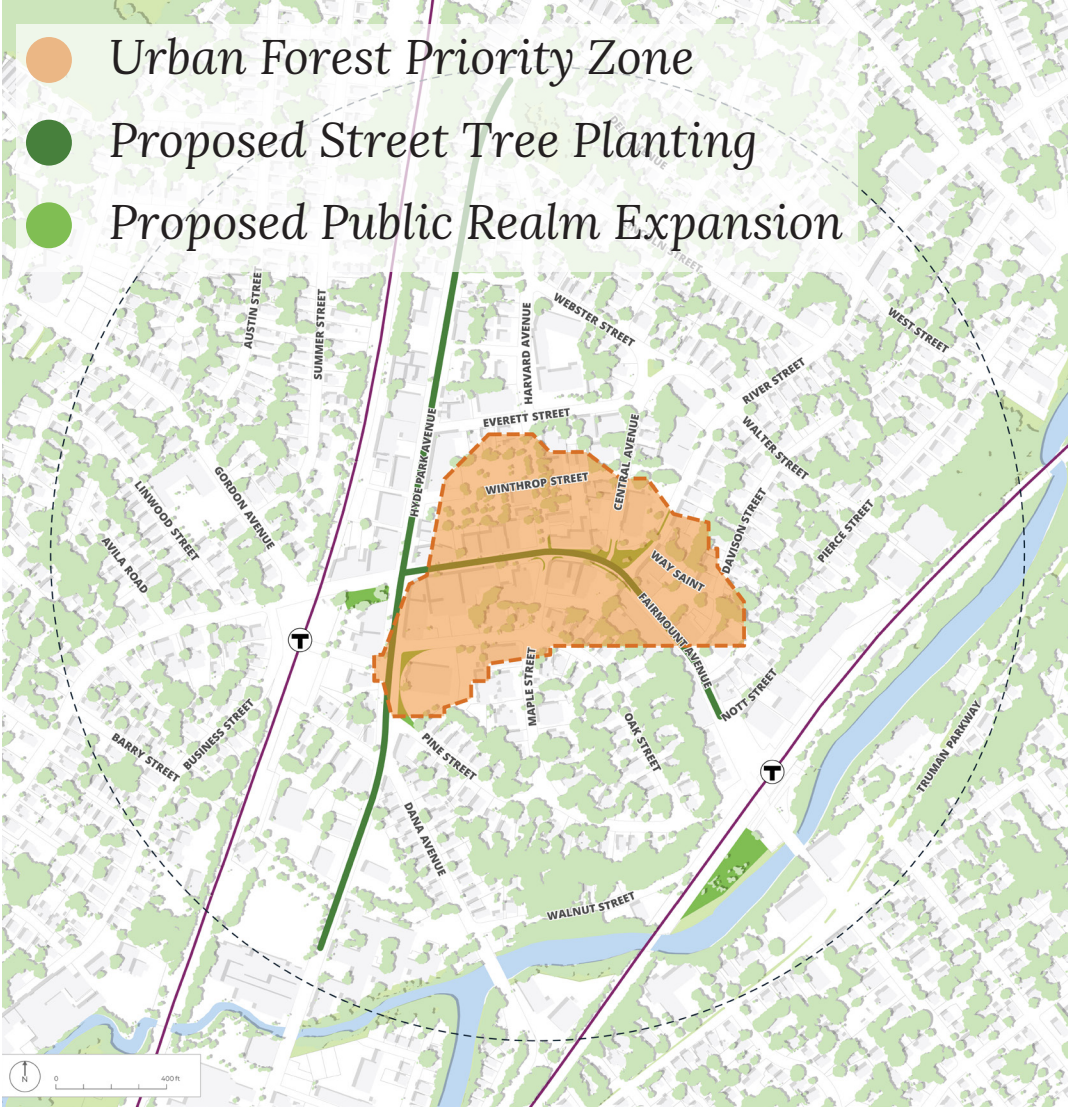 Urban Forest Priority Zone
Proposed Street Tree Planting
Proposed Public Realm Expansion
AUSTIN STREET
SUMMER STREET
HARVARD AVENUE
WEBSTER STREET
WEST STREET
RIVER STREET
EVERETT STREET
HYDE PARK AVENUE
CENTRAL AVENUE
WALTER STREET
WINTHROP STREET
GORDON AVENUE
LINWOOD STREET
DAVISON STREET
PIERCE STREET
AVILA ROAD
WAY SAINT
FAIRMOUNT AVENUE
T
MAPLE STREET
NOTT STREET
OAK STREET
BUSINESS STREET
BARRY STREET
PINE STREET
TRUMAN PARKWAY
T
DANA AVENUE
WALNUT STREET
N
0 400 ft